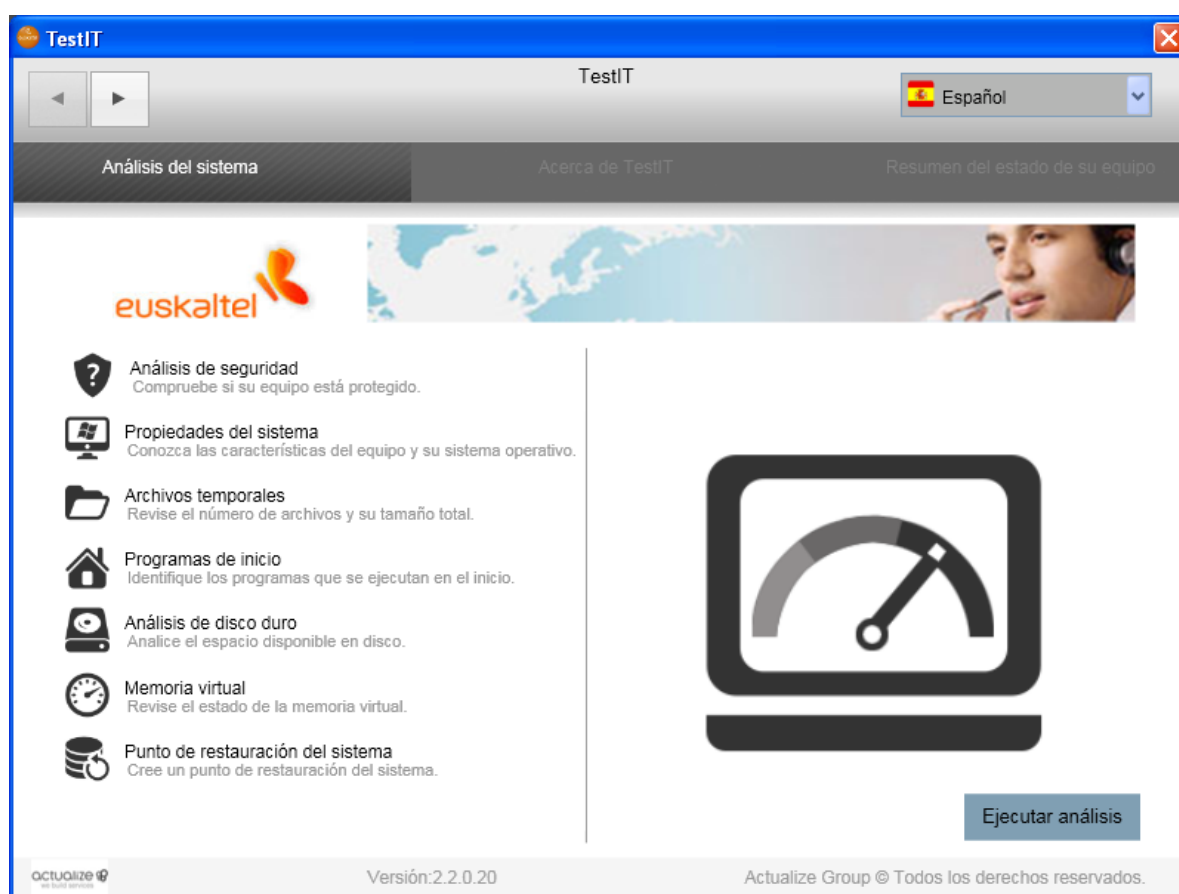 TestIT
TestIT
Español
Análisis del sistema
Acerca de TestIT
Resumen del estado de su equipo
euskaltel
Análisis de seguridad
Compruebe si su equipo está protegido.
Propiedades del sistema
Conozca las características del equipo y su sistema operativo.
Archivos temporales
Revise el número de archivos y su tamaño total.
Programas de inicio
Identifique los programas que se ejecutan en el inicio.
Análisis de disco duro
Analice el espacio disponible en disco.
Memoria virtual
Revise el estado de la memoria virtual.
Punto de restauración del sistema
Cree un punto de restauración del sistema.
Ejecutar análisis
actualize
we build services
Versión:2.2.0.20
Actualize Group © Todos los derechos reservados.